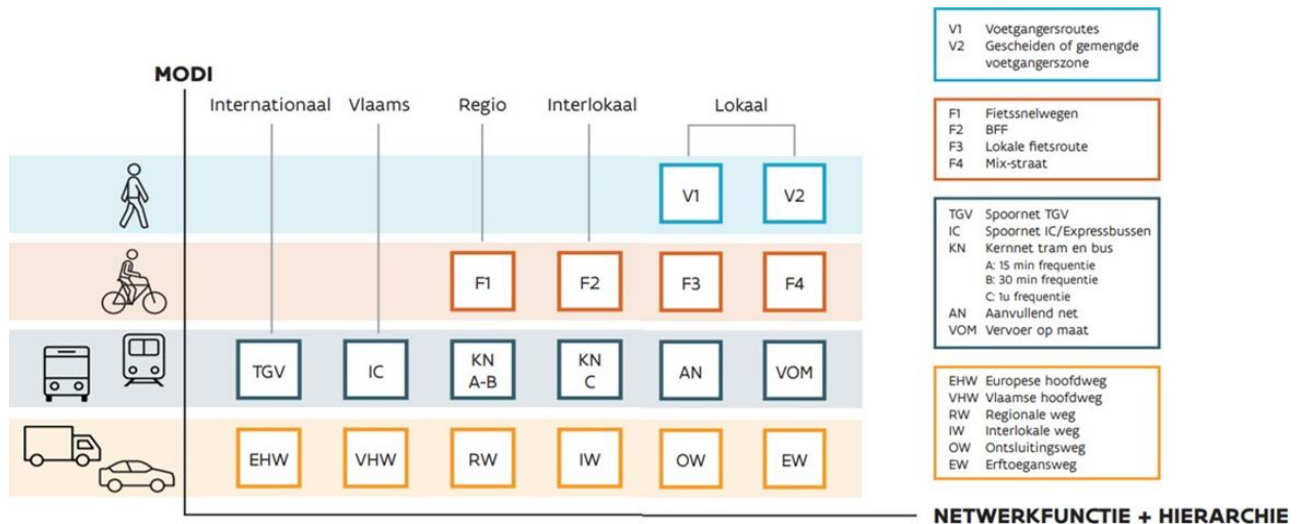 MODI
Internationaal
Vlaams
Regio
Interlokaal
Lokaal
V1
V2
F1
F2
F3
F4
TGV
IC
KN
A-B
KN
C
AN
VOM
EHW
VHW
RW
IW
OW
EW
NETWERKFUNCTIE + HIERARCHIE
V1 Voetgangersroutes
V2 Gescheiden of gemengde
voetgangerszone
F1 Fietssnelwegen
F2 BFF
F3 Lokale fietsroute
F4 Mix-straat
TGV Spoornet TGV
IC Spoornet IC/Expressbussen
KN Kernnet tram en bus
A: 15 min frequentie
B: 30 min frequentie
C: 1u frequentie
AN Aanvullend net
VOM Vervoer op maat
EHW Europese hoofdweg
VHW Vlaamse hoofdweg
RW Regionale weg
IW Interlokale weg
OW Ontsluitingsweg
EW Erftoegansweg